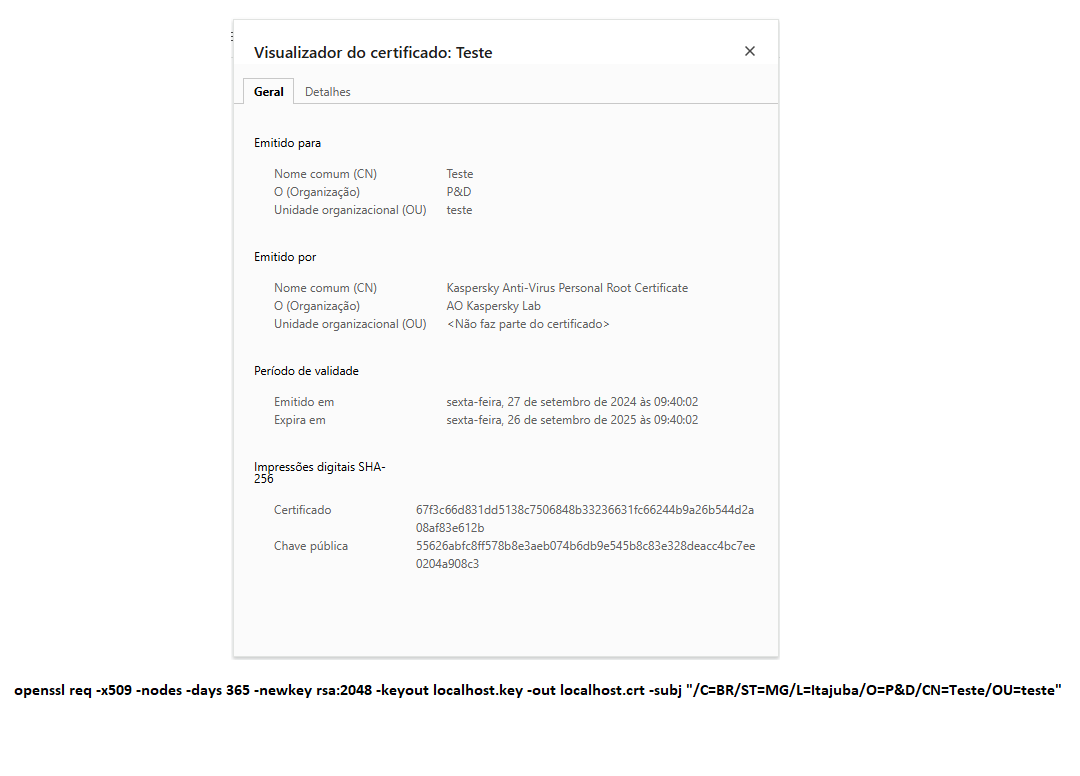 Visualizador do certificado: Teste
Geral Detalhes
Emitido para
Nome comum (CN) Teste
O (Organização) P&D
Unidade organizacional (OU) teste
Emitido por
Nome comum (CN) Kaspersky Anti-Virus Personal Root Certificate
O (Organização) AO Kaspersky Lab
Unidade organizacional (OU) <Não faz parte do certificado>
Período de validade
Emitido em sexta-feira, 27 de setembro de 2024 às 09:40:02
Expira em sexta-feira, 26 de setembro de 2025 às 09:40:02
Impressões digitais SHA-
256
Certificado 67f3c66d831dd5138c7506848b33236631fc66244b9a26b544d2a
08af83e612b
Chave pública 55626abfc8ff578b8e3aeb074b6db9e545b8c83e328deacc4bc7ee
0204a908c3
openssl req -x509 -nodes -days 365 -newkey rsa:2048 -keyout localhost.key -out localhost.crt -subj "/C=BR/ST=MG/L=Itajuba/O=P&D/CN=Teste/OU=teste"